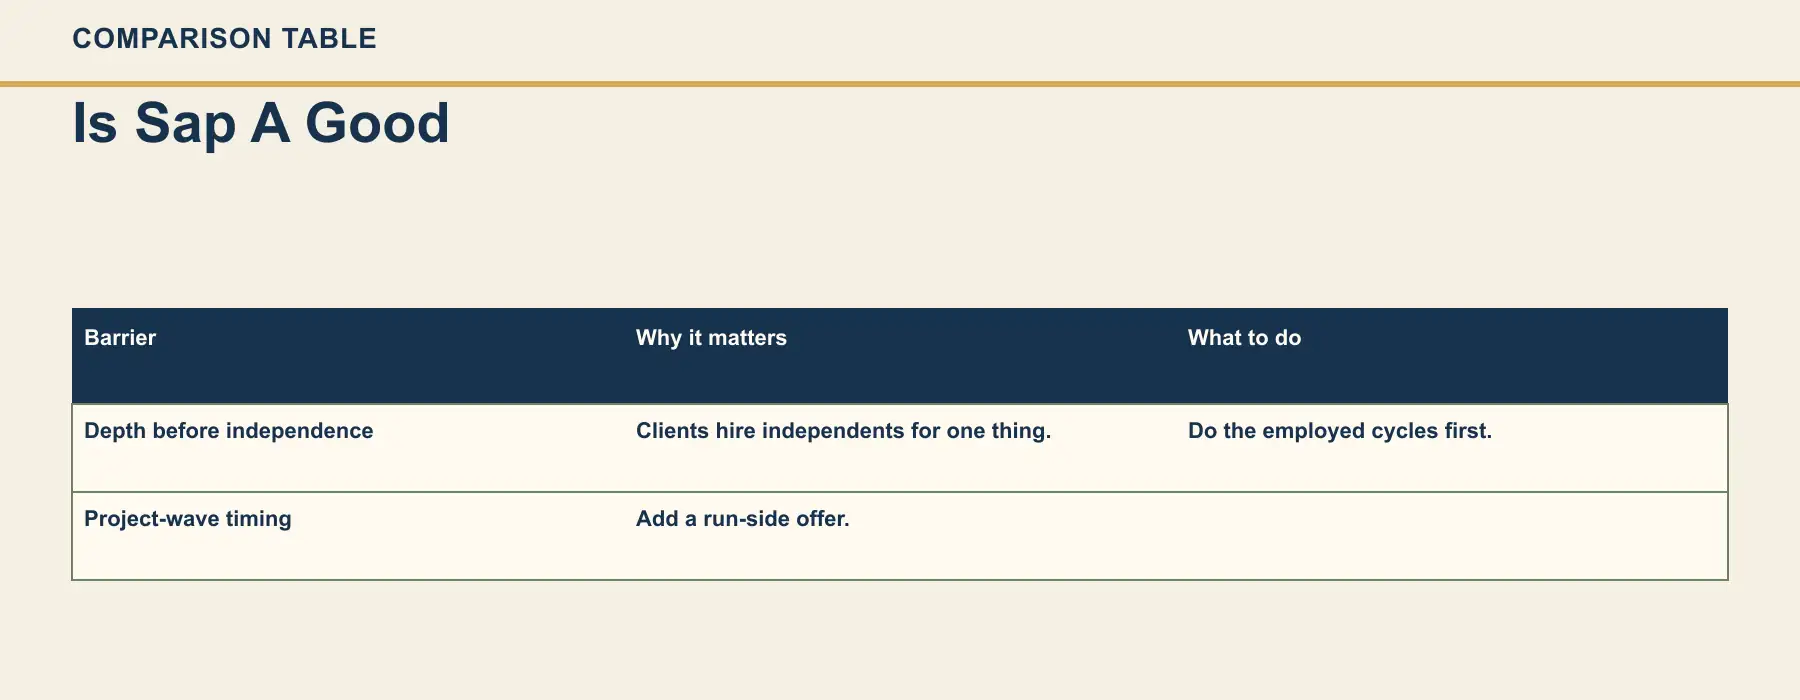 COMPARISON TABLE
Is Sap A Good
Barrier Why it matters What to do
Depth before independence Clients hire independents for one thing. Do the employed cycles first.
Project-wave timing Add a run-side offer.